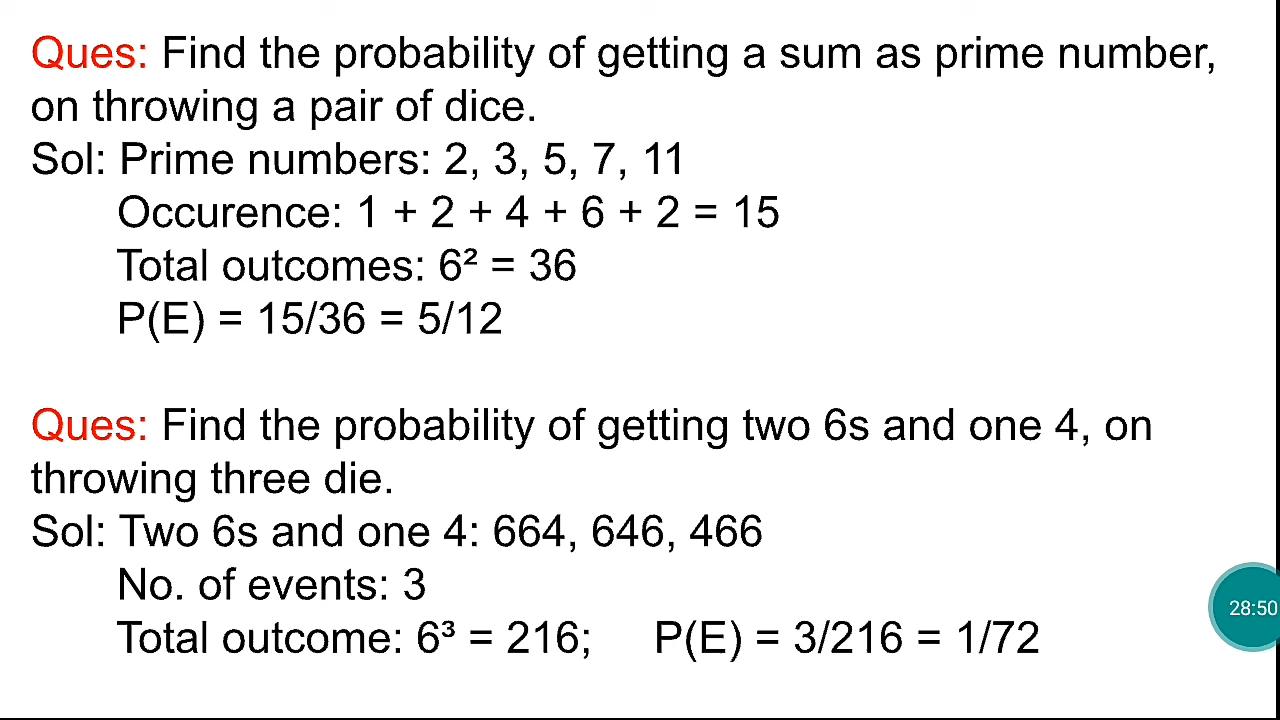 Ques: Find the probability of getting a sum as prime number,
on throwing a pair of dice.
Sol: Prime numbers: 2, 3, 5, 7, 11
Occurence: 1 + 2 + 4 + 6 + 2 = 15
Total outcomes: 6² = 36
P(E) = 15/36 = 5/12
Ques: Find the probability of getting two 6s and one 4, on
throwing three die.
Sol: Two 6s and one 4: 664, 646, 466
No. of events: 3
28:50
Total outcome: 6³ = 216; P(E) = 3/216 = 1/72